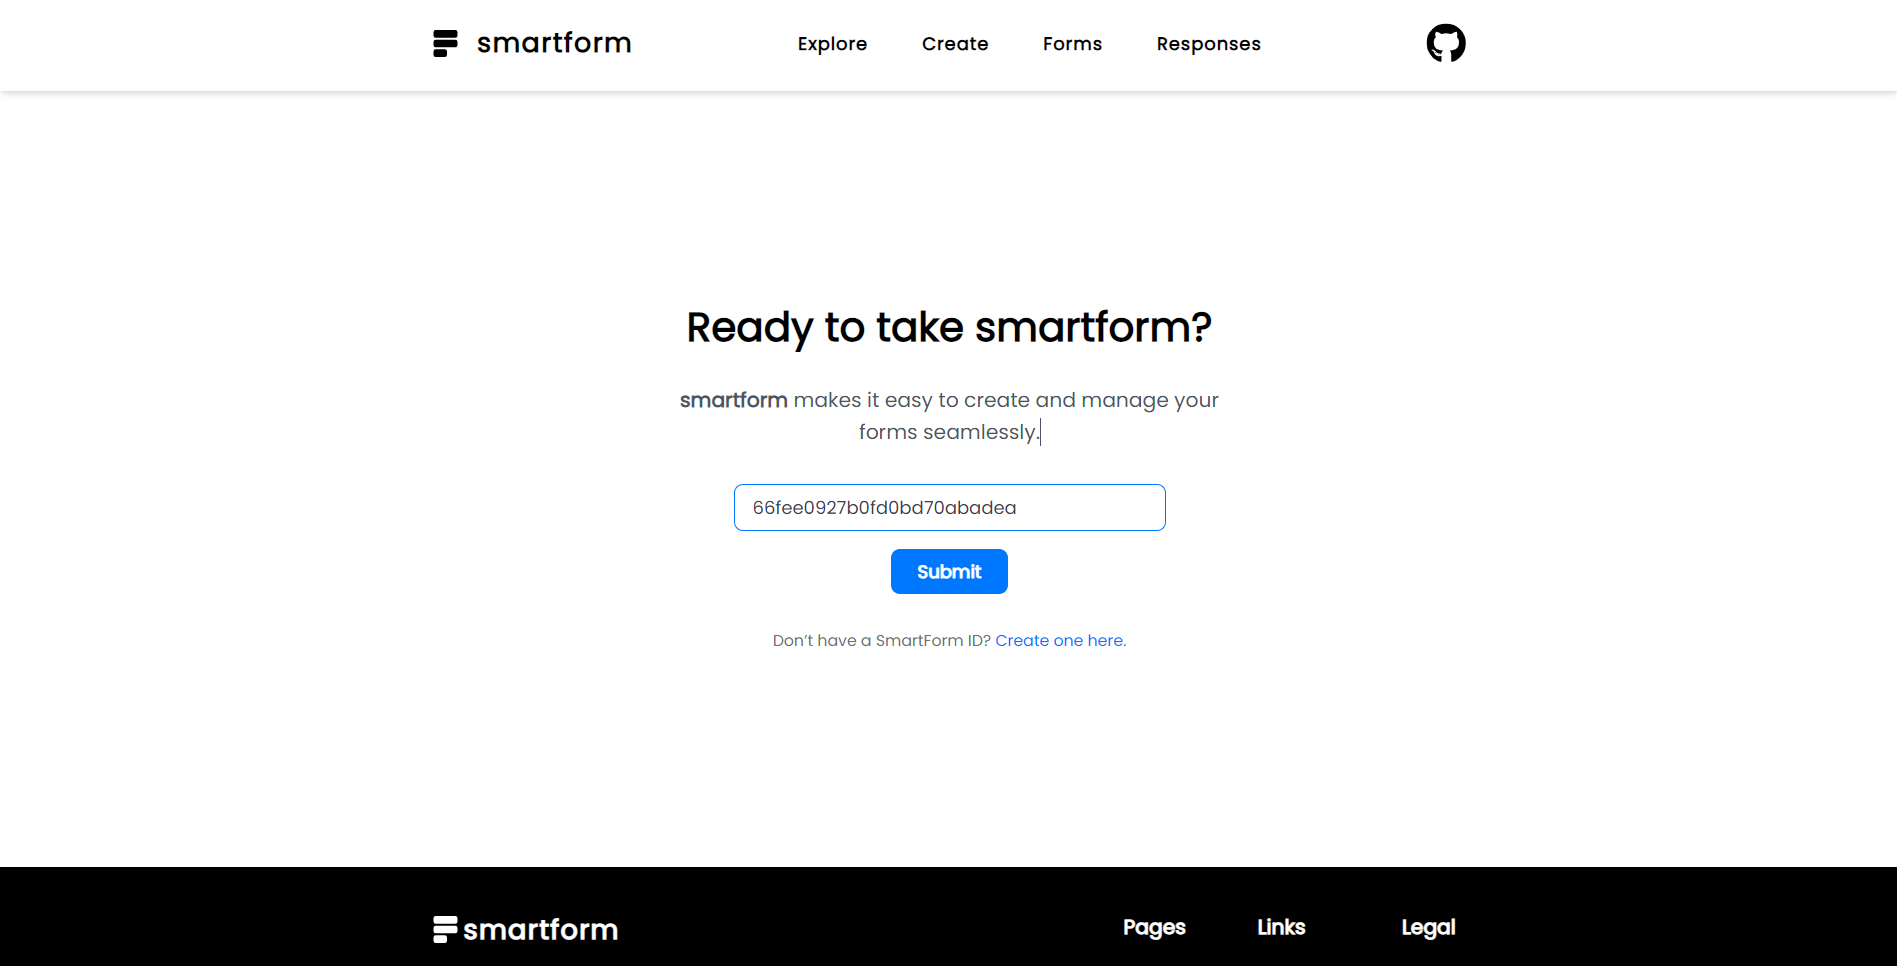 smartform
Explore
Create
Forms
Responses
Ready to take smartform?
smartform makes it easy to create and manage your
forms seamlessly.
66fee0927b0fd0bd70abadea
Submit
Don’t have a SmartForm ID? Create one here.
smartform
Pages
Links
Legal